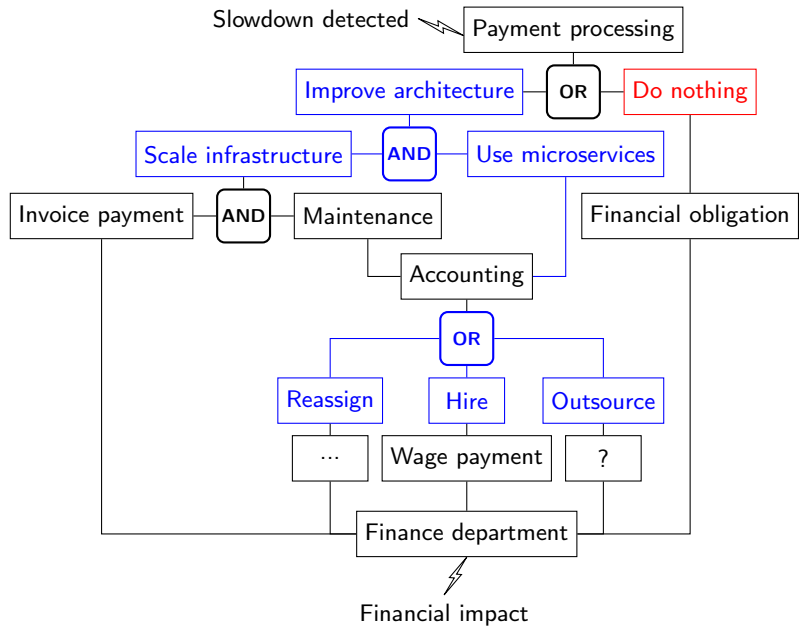 Slowdown detected
Payment processing
Improve architecture
OR
Do nothing
Scale infrastructure
AND
Use microservices
Invoice payment
AND
Maintenance
Financial obligation
Accounting
OR
Reassign
Hire
Outsource
...
Wage payment
?
Finance department
Financial impact